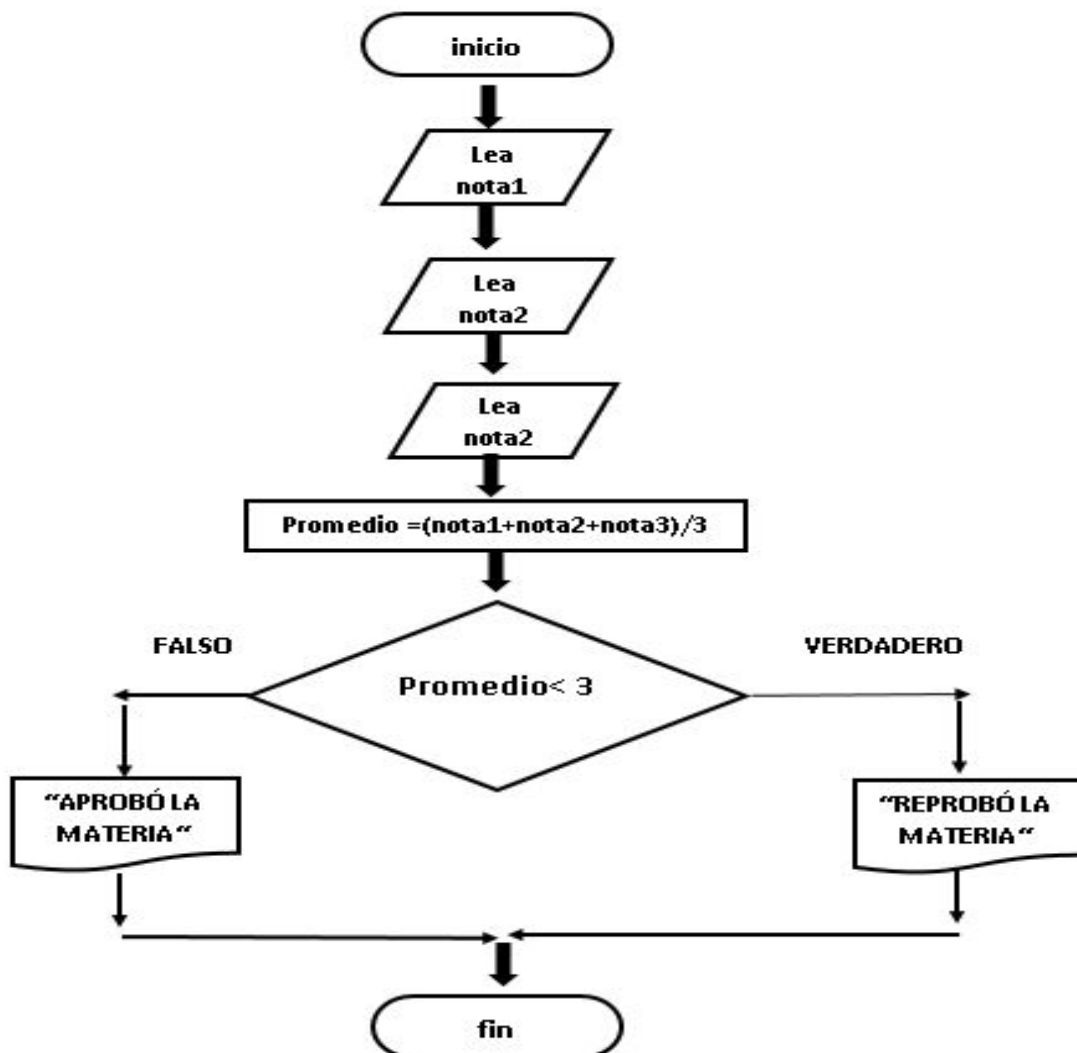 inicio
Lea
nota1
Lea
nota2
Lea
nota2
Promedio =(nota1+nota2+nota3)/3
FALSO
VERDADERO
Promedio< 3
“APROBÓ LA
MATERIA“
“REPROBÓ LA
MATERIA“
fin